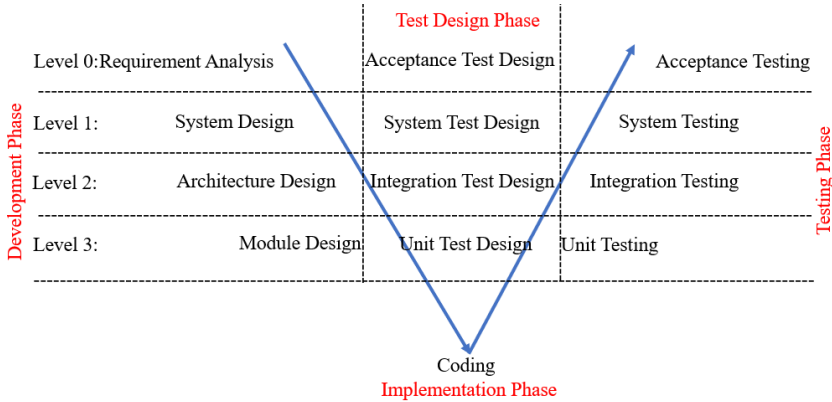 Test Design Phase
Level 0:Requirement Analysis
Acceptance Test Design
Acceptance Testing
Level 1:
System Design
System Test Design
System Testing
Level 2:
Architecture Design
Integration Test Design
Integration Testing
Level 3:
Module Design
Unit Test Design
Unit Testing
Development Phase
Testing Phase
Coding
Implementation Phase